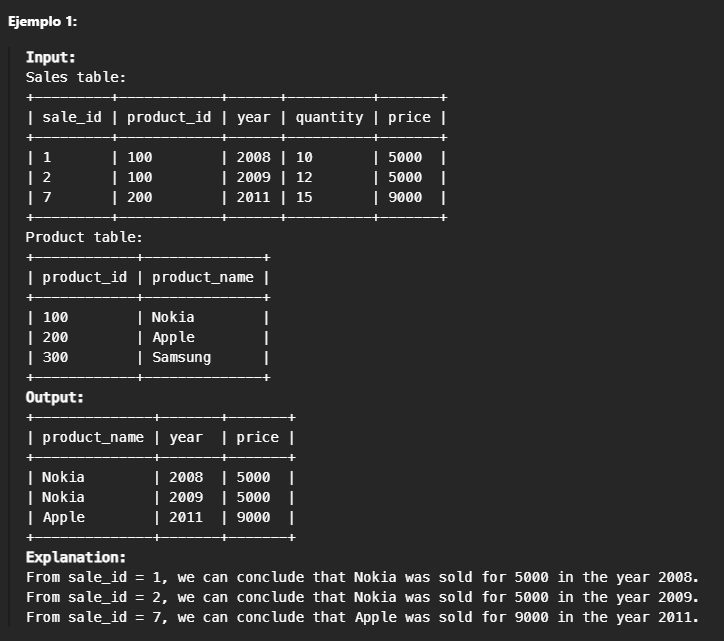 Ejemplo 1:
Input:
Sales table:
+---------+------------+------+----------+-------+
| sale_id | product_id | year | quantity | price |
+---------+------------+------+----------+-------+
| 1       | 100        | 2008 | 10       | 5000  |
| 2       | 100        | 2009 | 12       | 5000  |
| 7       | 200        | 2011 | 15       | 9000  |
+---------+------------+------+----------+-------+
Product table:
+------------+--------------+
| product_id | product_name |
+------------+--------------+
| 100        | Nokia        |
| 200        | Apple        |
| 300        | Samsung      |
+------------+--------------+
Output:
+--------------+-------+-------+
| product_name | year  | price |
+--------------+-------+-------+
| Nokia        | 2008  | 5000  |
| Nokia        | 2009  | 5000  |
| Apple        | 2011  | 9000  |
+--------------+-------+-------+
Explanation:
From sale_id = 1, we can conclude that Nokia was sold for 5000 in the year 2008.
From sale_id = 2, we can conclude that Nokia was sold for 5000 in the year 2009.
From sale_id = 7, we can conclude that Apple was sold for 9000 in the year 2011.